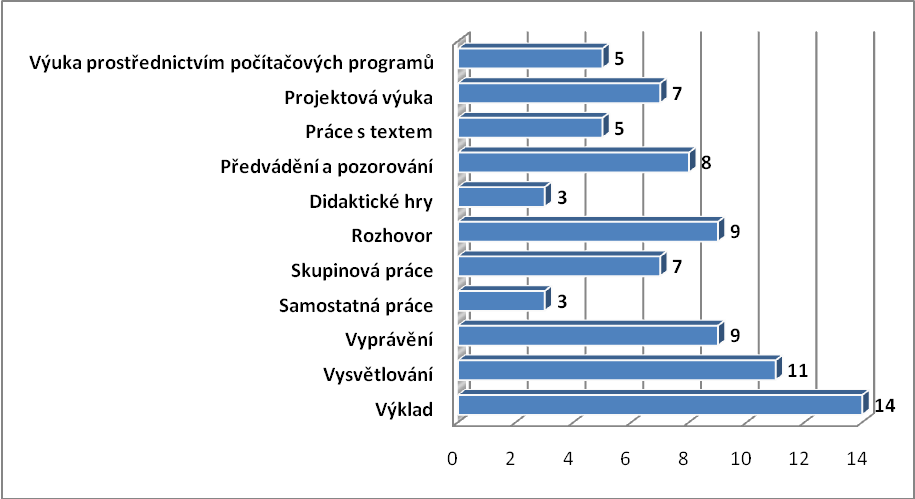 Výuka prostřednictvím počítačových programů 5
Projektová výuka 7
Práce s textem 5
Předvádění a pozorování 8
Didaktické hry 3
Rozhovor 9
Skupinová práce 7
Samostatná práce 3
Vyprávění 9
Vysvětlování 11
Výklad 14
0 2 4 6 8 10 12 14